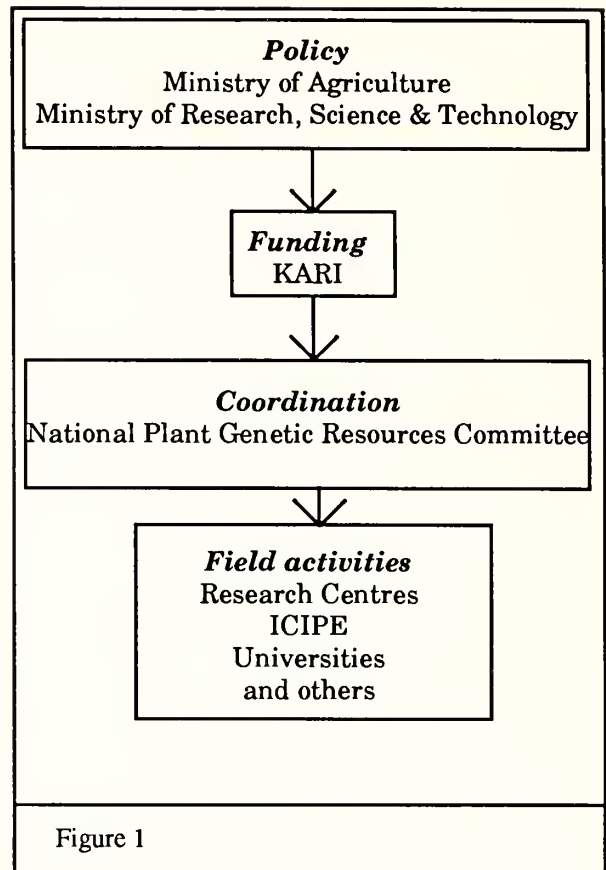 Policy
Ministry of Agriculture
Ministry of Research, Science & Technology
Funding
KARI
Coordination
National Plant Genetic Resources Committee
Field activities
Research Centres
ICIPE
Universities
and others
Figure 1